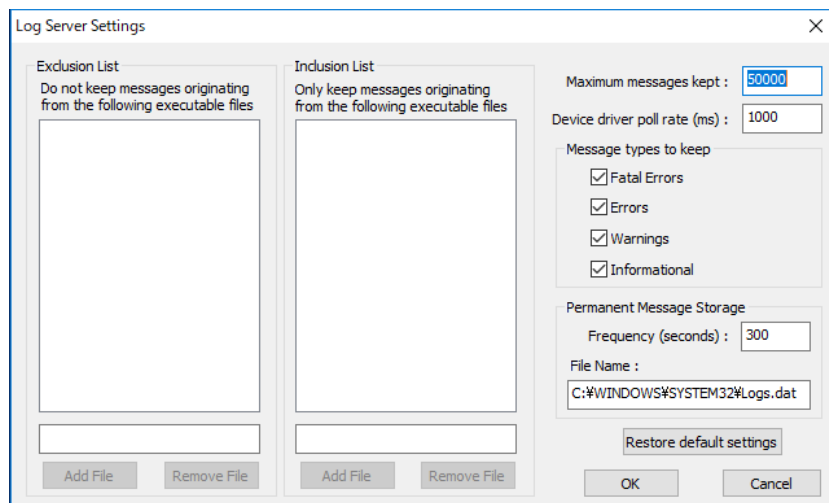 Log Server Settings
Exclusion List
Do not keep messages originating
from the following executable files
Add File
Remove File
Inclusion List
Only keep messages originating
from the following executable files
Add File
Remove File
Maximum messages kept : 50000
Device driver poll rate (ms) : 1000
Message types to keep
Fatal Errors
Errors
Warnings
Informational
Permanent Message Storage
Frequency (seconds) : 300
File Name :
C:¥WINDOWS¥SYSTEM32¥Logs.dat
Restore default settings
OK
Cancel